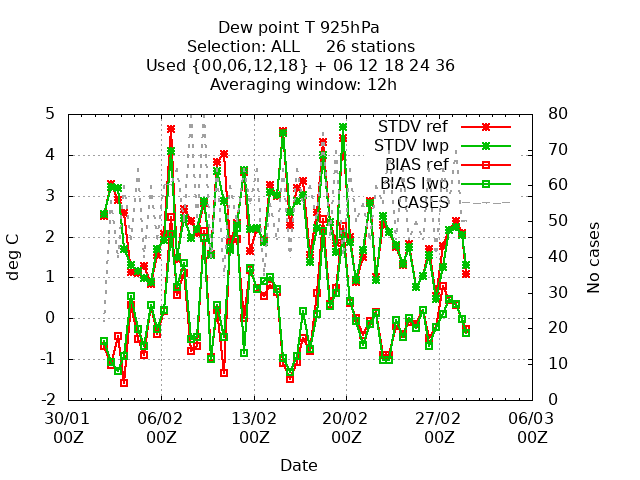 Dew point T 925hPa
Selection: ALL     26 stations
Used {00,06,12,18} + 06 12 18 24 36
Averaging window: 12h
5 80
STDV ref
STDV lwp
BIAS ref
BIAS lwp
CASES
4 70
3 60
2 50
1 40
0 30
-1 20
-2 10
0
deg C
No cases
30/01 06/02 13/02 20/02 27/02 06/03
00Z 00Z 00Z 00Z 00Z 00Z
Date